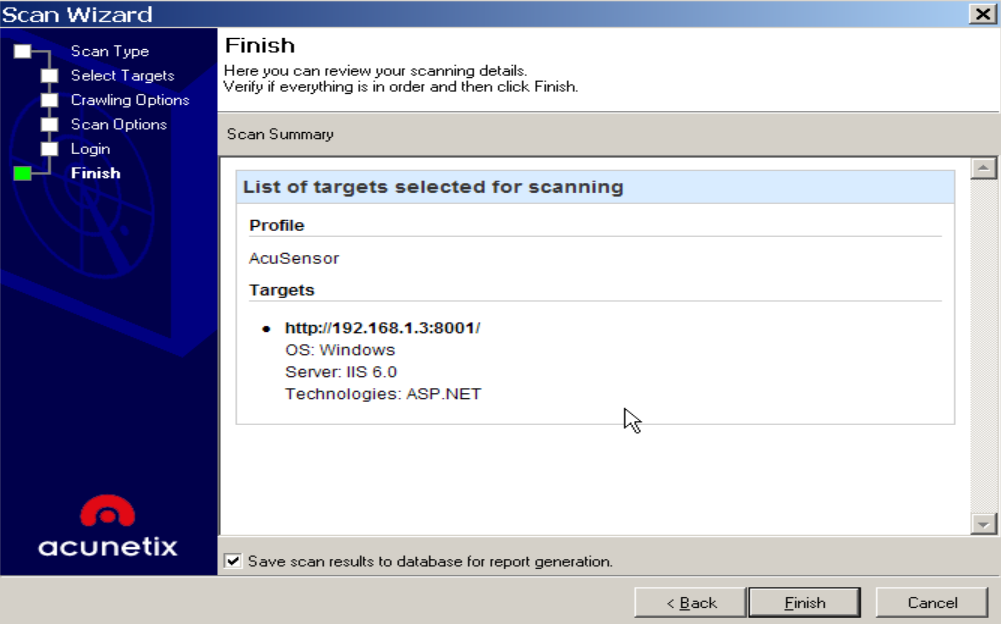 Scan Wizard
Scan Type
Select Targets
Crawling Options
Scan Options
Login
Finish
acunetix
Finish
Here you can review your scanning details.
Verify if everything is in order and then click Finish.
Scan Summary
List of targets selected for scanning
Profile
AcuSensor
Targets
• http://192.168.1.3:8001/
OS: Windows
Server: IIS 6.0
Technologies: ASP.NET
Save scan results to database for report generation.
< Back Finish Cancel